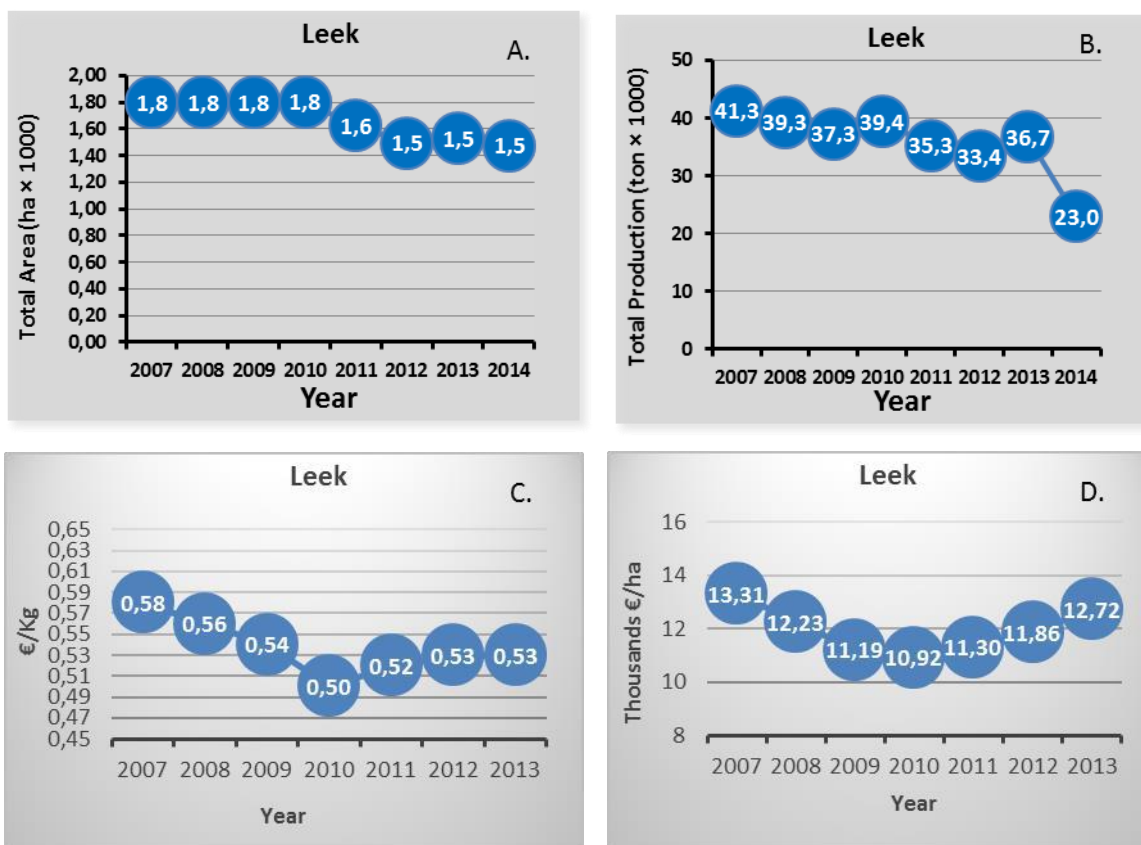 Leek
A.
Total Area (ha × 1000)
2,00
1,80
1,60
1,40
1,20
1,00
0,80
0,60
0,40
0,20
0,00
1,8 1,8 1,8 1,8 1,6 1,5 1,5 1,5
2007 2008 2009 2010 2011 2012 2013 2014
Year
Leek
B.
Total Production (ton × 1000)
50
40
30
20
10
0
41,3 39,3 37,3 39,4 35,3 33,4 36,7 23,0
2007 2008 2009 2010 2011 2012 2013 2014
Year
Leek
C.
€/Kg
0,65
0,63
0,61
0,59
0,57
0,55
0,53
0,51
0,49
0,47
0,45
0,58 0,56 0,54 0,50 0,52 0,53 0,53
2007 2008 2009 2010 2011 2012 2013
Year
Leek
D.
Thousands €/ha
16
14
12
10
8
13,31 12,23 11,19 10,92 11,30 11,86 12,72
2007 2008 2009 2010 2011 2012 2013
Year